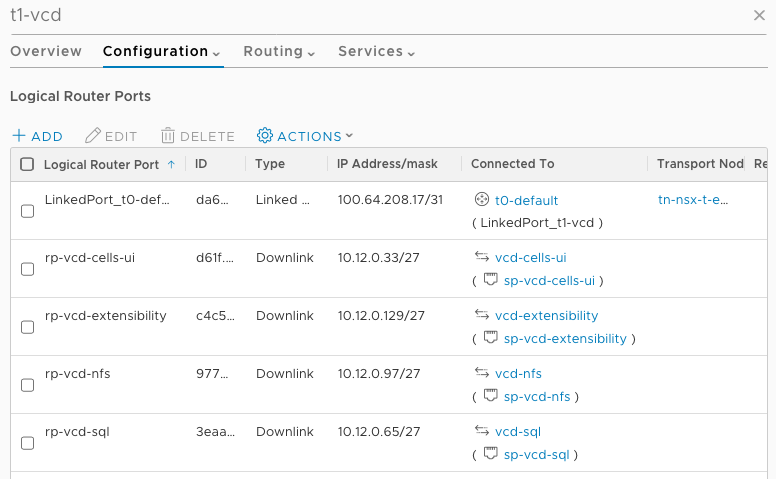 t1-vcd
Overview Configuration Routing Services
Logical Router Ports
ADD EDIT DELETE ACTIONS
Logical Router Port ID Type IP Address/mask Connected To Transport Nod Re
LinkedPort_t0-def... da6... Linked ... 100.64.208.17/31 t0-default tn-nsx-t-e...
( LinkedPort_t1-vcd )
rp-vcd-cells-ui d61f.... Downlink 10.12.0.33/27 vcd-cells-ui
( sp-vcd-cells-ui )
rp-vcd-extensibility c4c5... Downlink 10.12.0.129/27 vcd-extensibility
( sp-vcd-extensibility )
rp-vcd-nfs 977... Downlink 10.12.0.97/27 vcd-nfs
( sp-vcd-nfs )
rp-vcd-sql 3eaa... Downlink 10.12.0.65/27 vcd-sql
( sp-vcd-sql )